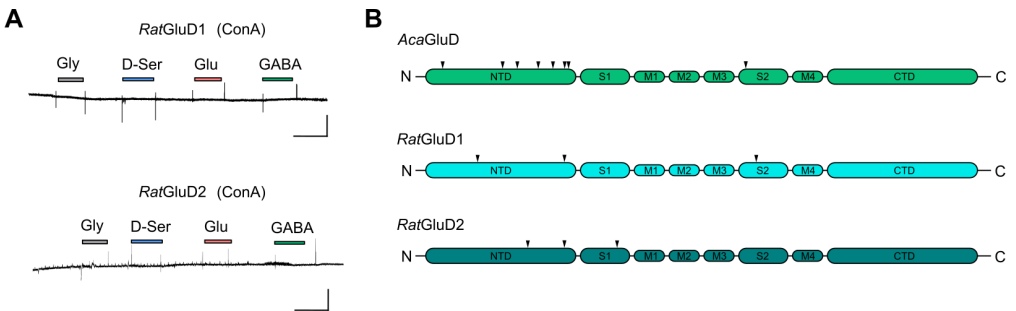 A
RatGluD1 (ConA)
Gly D-Ser Glu GABA
RatGluD2 (ConA)
Gly D-Ser Glu GABA
B
AcaGluD
N NTD S1 M1 M2 M3 S2 M4 CTD C
RatGluD1
N NTD S1 M1 M2 M3 S2 M4 CTD C
RatGluD2
N NTD S1 M1 M2 M3 S2 M4 CTD C